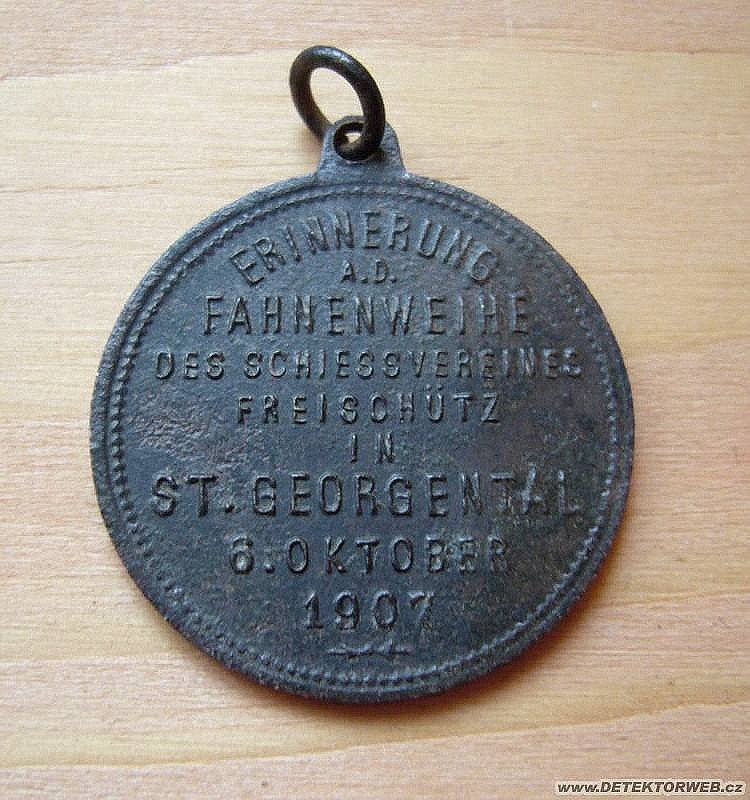 ERINNERUNG
A.D.
FAHNENWEIHE
DES SCHIESSVEREINES
FREISCHÜTZ
IN
ST. GEORGENTAL
6. OKTOBER
1907
www.DETEKTORWEB.cz